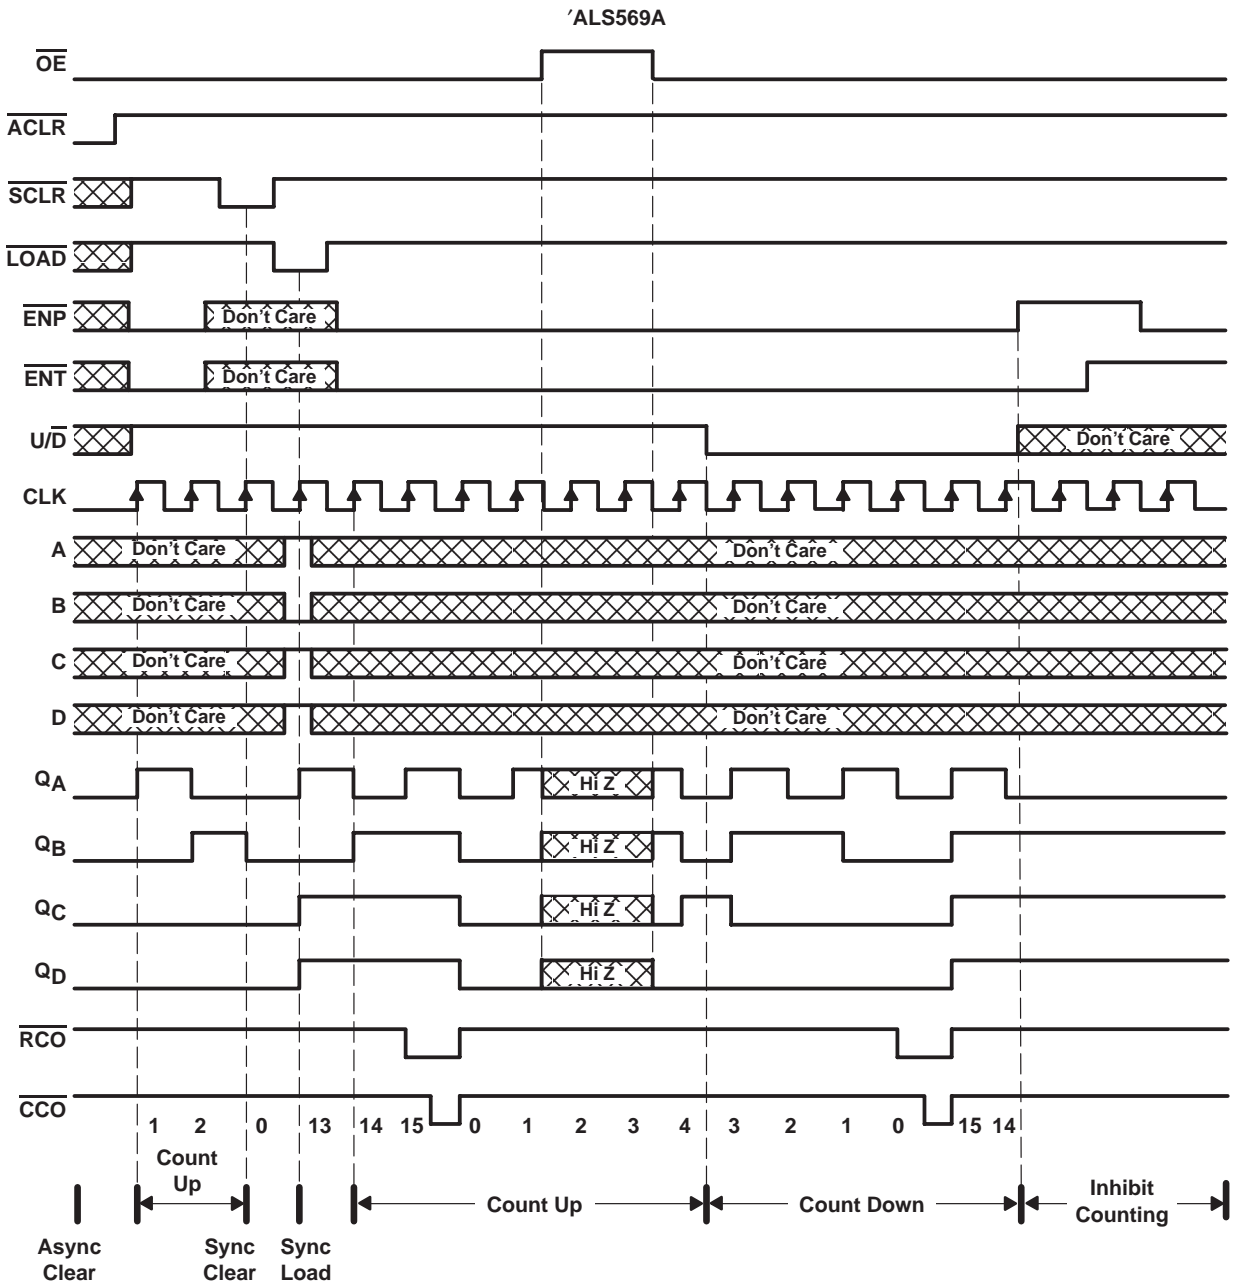 ′ALS569A
OE
ACLR
SCLR
LOAD
ENP Don't Care
ENT Don't Care
U/D Don't Care
CLK
A Don't Care Don't Care
B Don't Care Don't Care
C Don't Care Don't Care
D Don't Care Don't Care
QA Hi Z
QB Hi Z
QC Hi Z
QD Hi Z
RCO
CCO
1 2 0 13 14 15 0 1 2 3 4 3 2 1 0 15 14
Count
Up
Count Up
Count Down
Inhibit
Counting
Async
Clear
Sync
Clear
Sync
Load